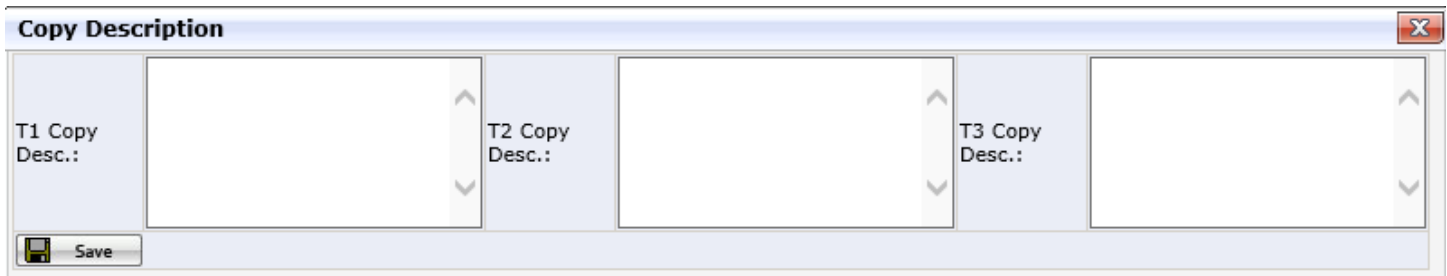 Copy Description
T1 Copy
Desc.:
T2 Copy
Desc.:
T3 Copy
Desc.:
Save